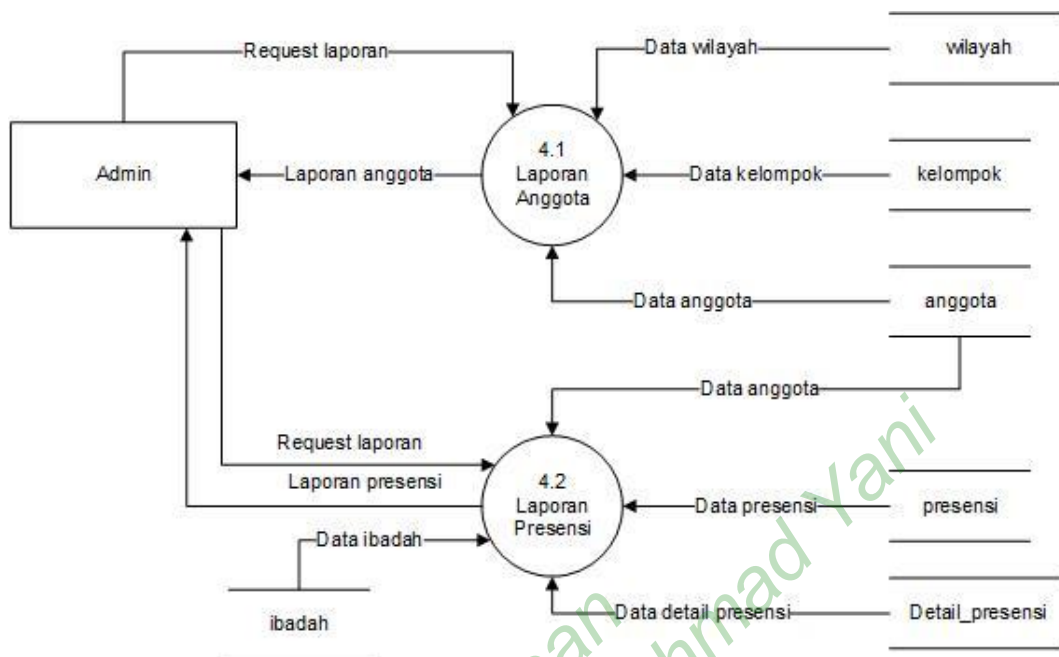 Request laporan
Data wilayah
wilayah
Admin
Laporan anggota
4.1
Laporan
Anggota
Data kelompok
kelompok
Data anggota
anggota
Data anggota
Request laporan
Laporan presensi
4.2
Laporan
Presensi
Data presensi
presensi
Data ibadah
ibadah
Data detail presensi
Detail_presensi
hmad Yani